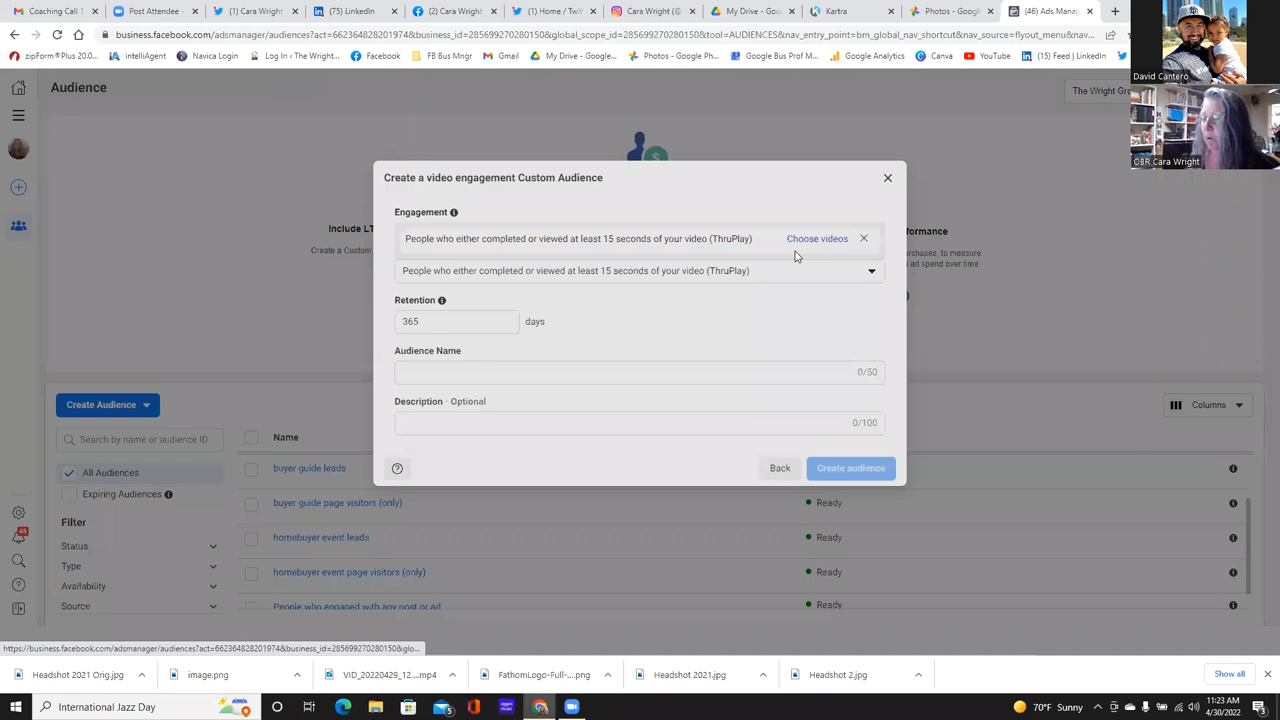 Coaching Call T
Post Attendee -
(1) Cara Wright
(75) LinkedIn
(2) Cara Wright
(1) Home / Twit
Cara Wright (@
My Drive - Goog
Kartra
Photos - Google
(46) Ads Manag
business.facebook.com/adsmanager/audiences?act=662364828201974&business_id=285699270280150&global_scope_id=285699270280150&tool=AUDIENCES&nav_entry_point=bm_global_nav_shortcut&nav_source=flyout_menu&nav...
zipForm®Plus 20.0...
intelliAgent
Navica Login
Log In ‹ The Wright...
Facebook
FB Bus Mngr
Gmail
My Drive - Google...
Photos - Google Ph...
Google Bus Prof M...
Google Analytics
Canva
YouTube
(15) Feed | LinkedIn
David Cantero
OBR Cara Wright
Audience
The Wright Gro
Create a video engagement Custom Audience
Engagement
People who either completed or viewed at least 15 seconds of your video (ThruPlay)
Choose videos
People who either completed or viewed at least 15 seconds of your video (ThruPlay)
Include LT
Create a Custom
formance
urchases, to measure
ad spend over time.
Retention
365
days
Audience Name
0/50
Description · Optional
0/100
Back
Create audience
Create Audience
Columns
Search by name or audience ID
Name
All Audiences
Expiring Audiences
Filter
Status
Type
Availability
Source
buyer guide leads
buyer guide page visitors (only)
Ready
homebuyer event leads
Ready
homebuyer event page visitors (only)
Ready
People who engaged with any post or ad
Ready
46
https://business.facebook.com/adsmanager/audiences?act=662364828201974&business_id=285699270280150&glo...
Headshot 2021 Orig.jpg
image.png
VID_20220429_12....mp4
FathomLogo-Full-....png
Headshot 2021.jpg
Headshot 2.jpg
Show all
International Jazz Day
70°F Sunny
11:23 AM
4/30/2022